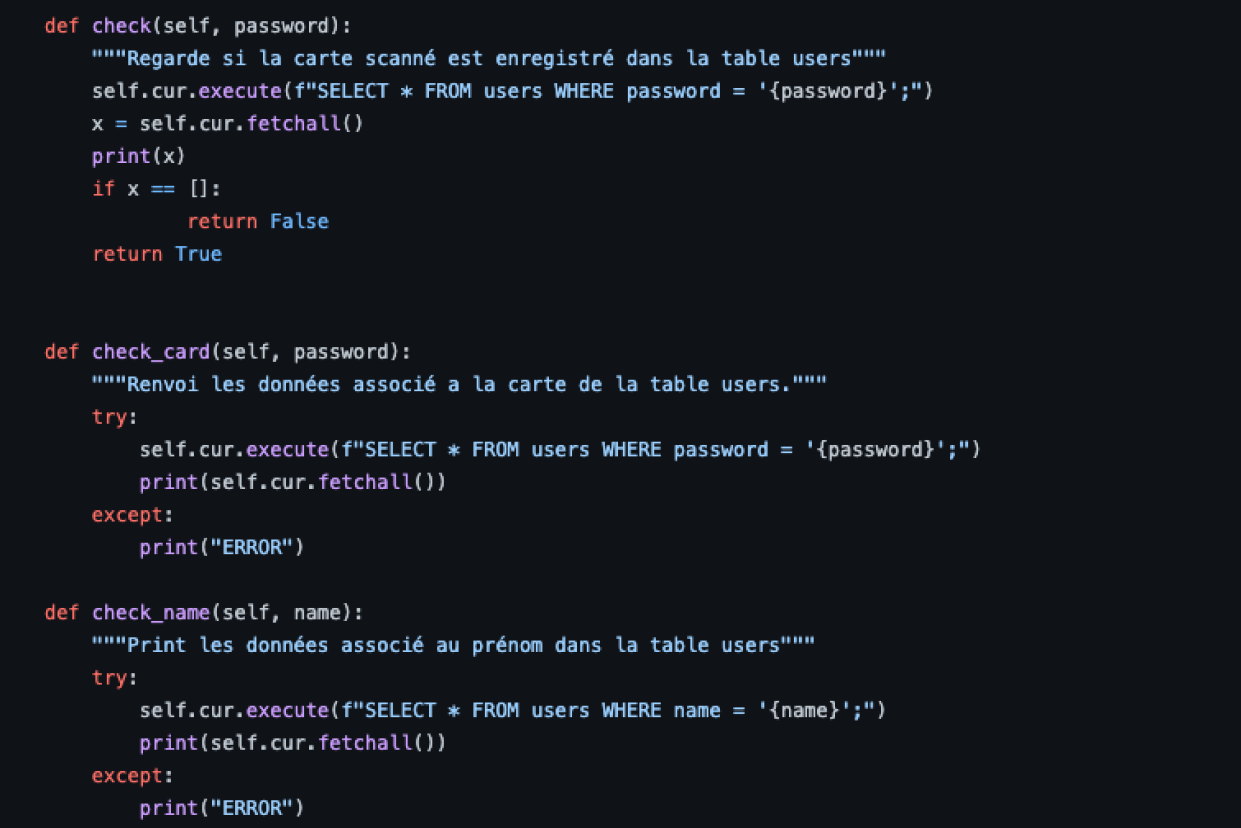 def check(self, password):
"""Regarde si la carte scanné est enregistré dans la table users"""
self.cur.execute(f"SELECT * FROM users WHERE password = '{password}';")
x = self.cur.fetchall()
print(x)
if x == []:
return False
return True
def check_card(self, password):
"""Renvoi les données associé a la carte de la table users."""
try:
self.cur.execute(f"SELECT * FROM users WHERE password = '{password}';")
print(self.cur.fetchall())
except:
print("ERROR")
def check_name(self, name):
"""Print les données associé au prénom dans la table users"""
try:
self.cur.execute(f"SELECT * FROM users WHERE name = '{name}';")
print(self.cur.fetchall())
except:
print("ERROR")